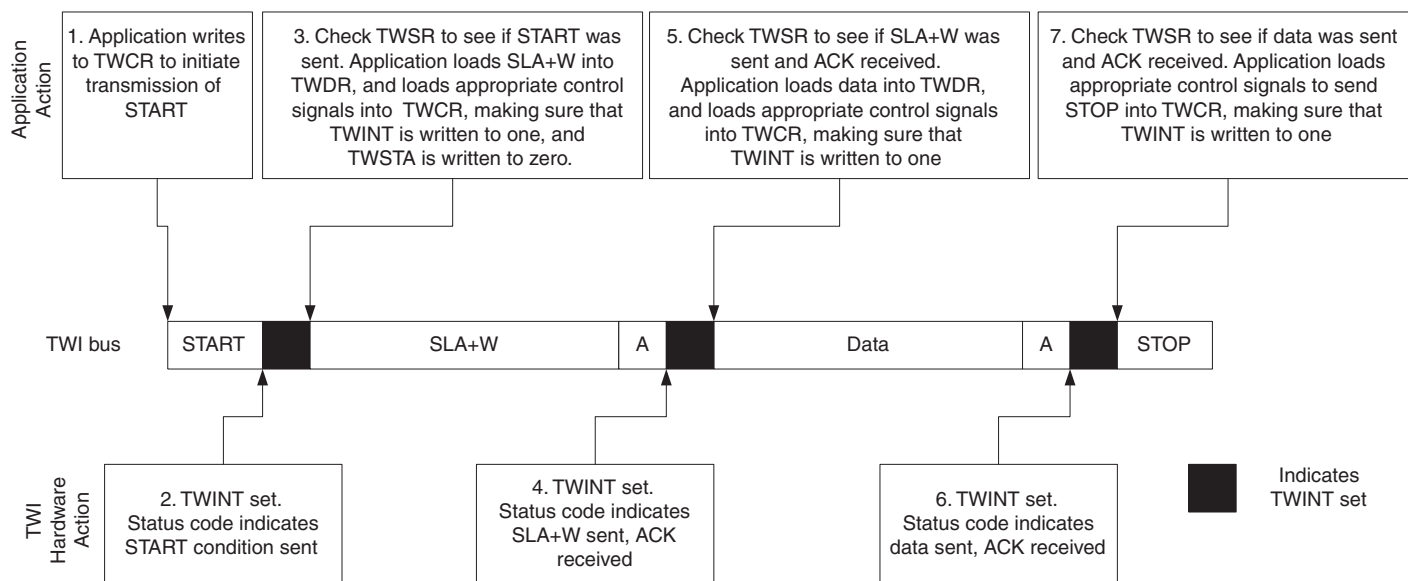 Application
Action
1. Application writes
to TWCR to initiate
transmission of
START
3. Check TWSR to see if START was
sent. Application loads SLA+W into
TWDR, and loads appropriate control
signals into TWCR, making sure that
TWINT is written to one, and
TWSTA is written to zero.
5. Check TWSR to see if SLA+W was
sent and ACK received.
Application loads data into TWDR,
and loads appropriate control signals
into TWCR, making sure that
TWINT is written to one
7. Check TWSR to see if data was sent
and ACK received. Application loads
appropriate control signals to send
STOP into TWCR, making sure that
TWINT is written to one
TWI bus
START
SLA+W
A
Data
A
STOP
TWI
Hardware
Action
2. TWINT set.
Status code indicates
START condition sent
4. TWINT set.
Status code indicates
SLA+W sent, ACK
received
6. TWINT set.
Status code indicates
data sent, ACK received
Indicates
TWINT set